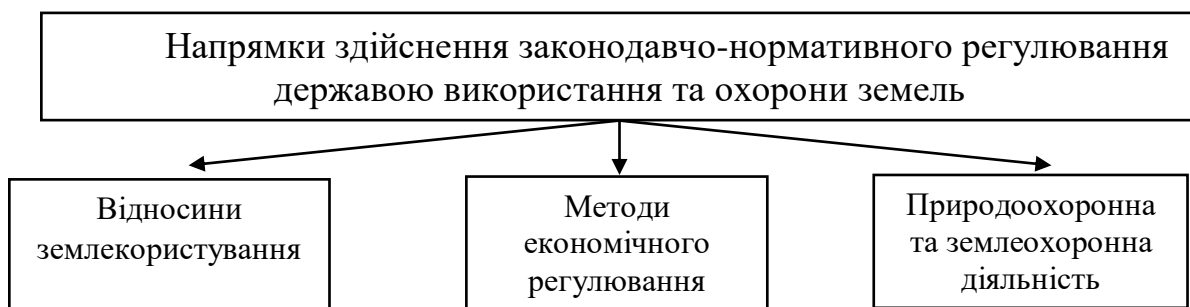 Напрямки здійснення законодавчо-нормативного регулювання
державою використання та охорони земель
Відносини
землекористування
Методи
економічного
регулювання
Природоохоронна
та землеохоронна
діяльність